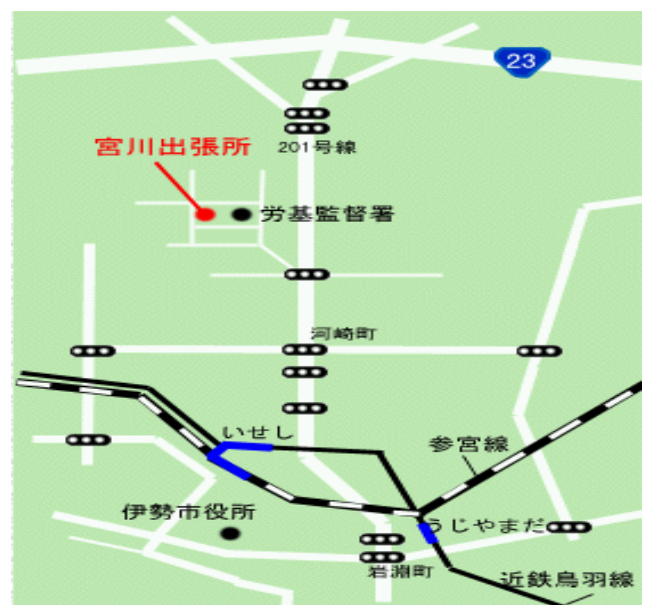 23
201号線
宮川出張所
労基監督署
河崎町
いせし
参宮線
伊勢市役所
うじやまだ
岩淵町
近鉄鳥羽線